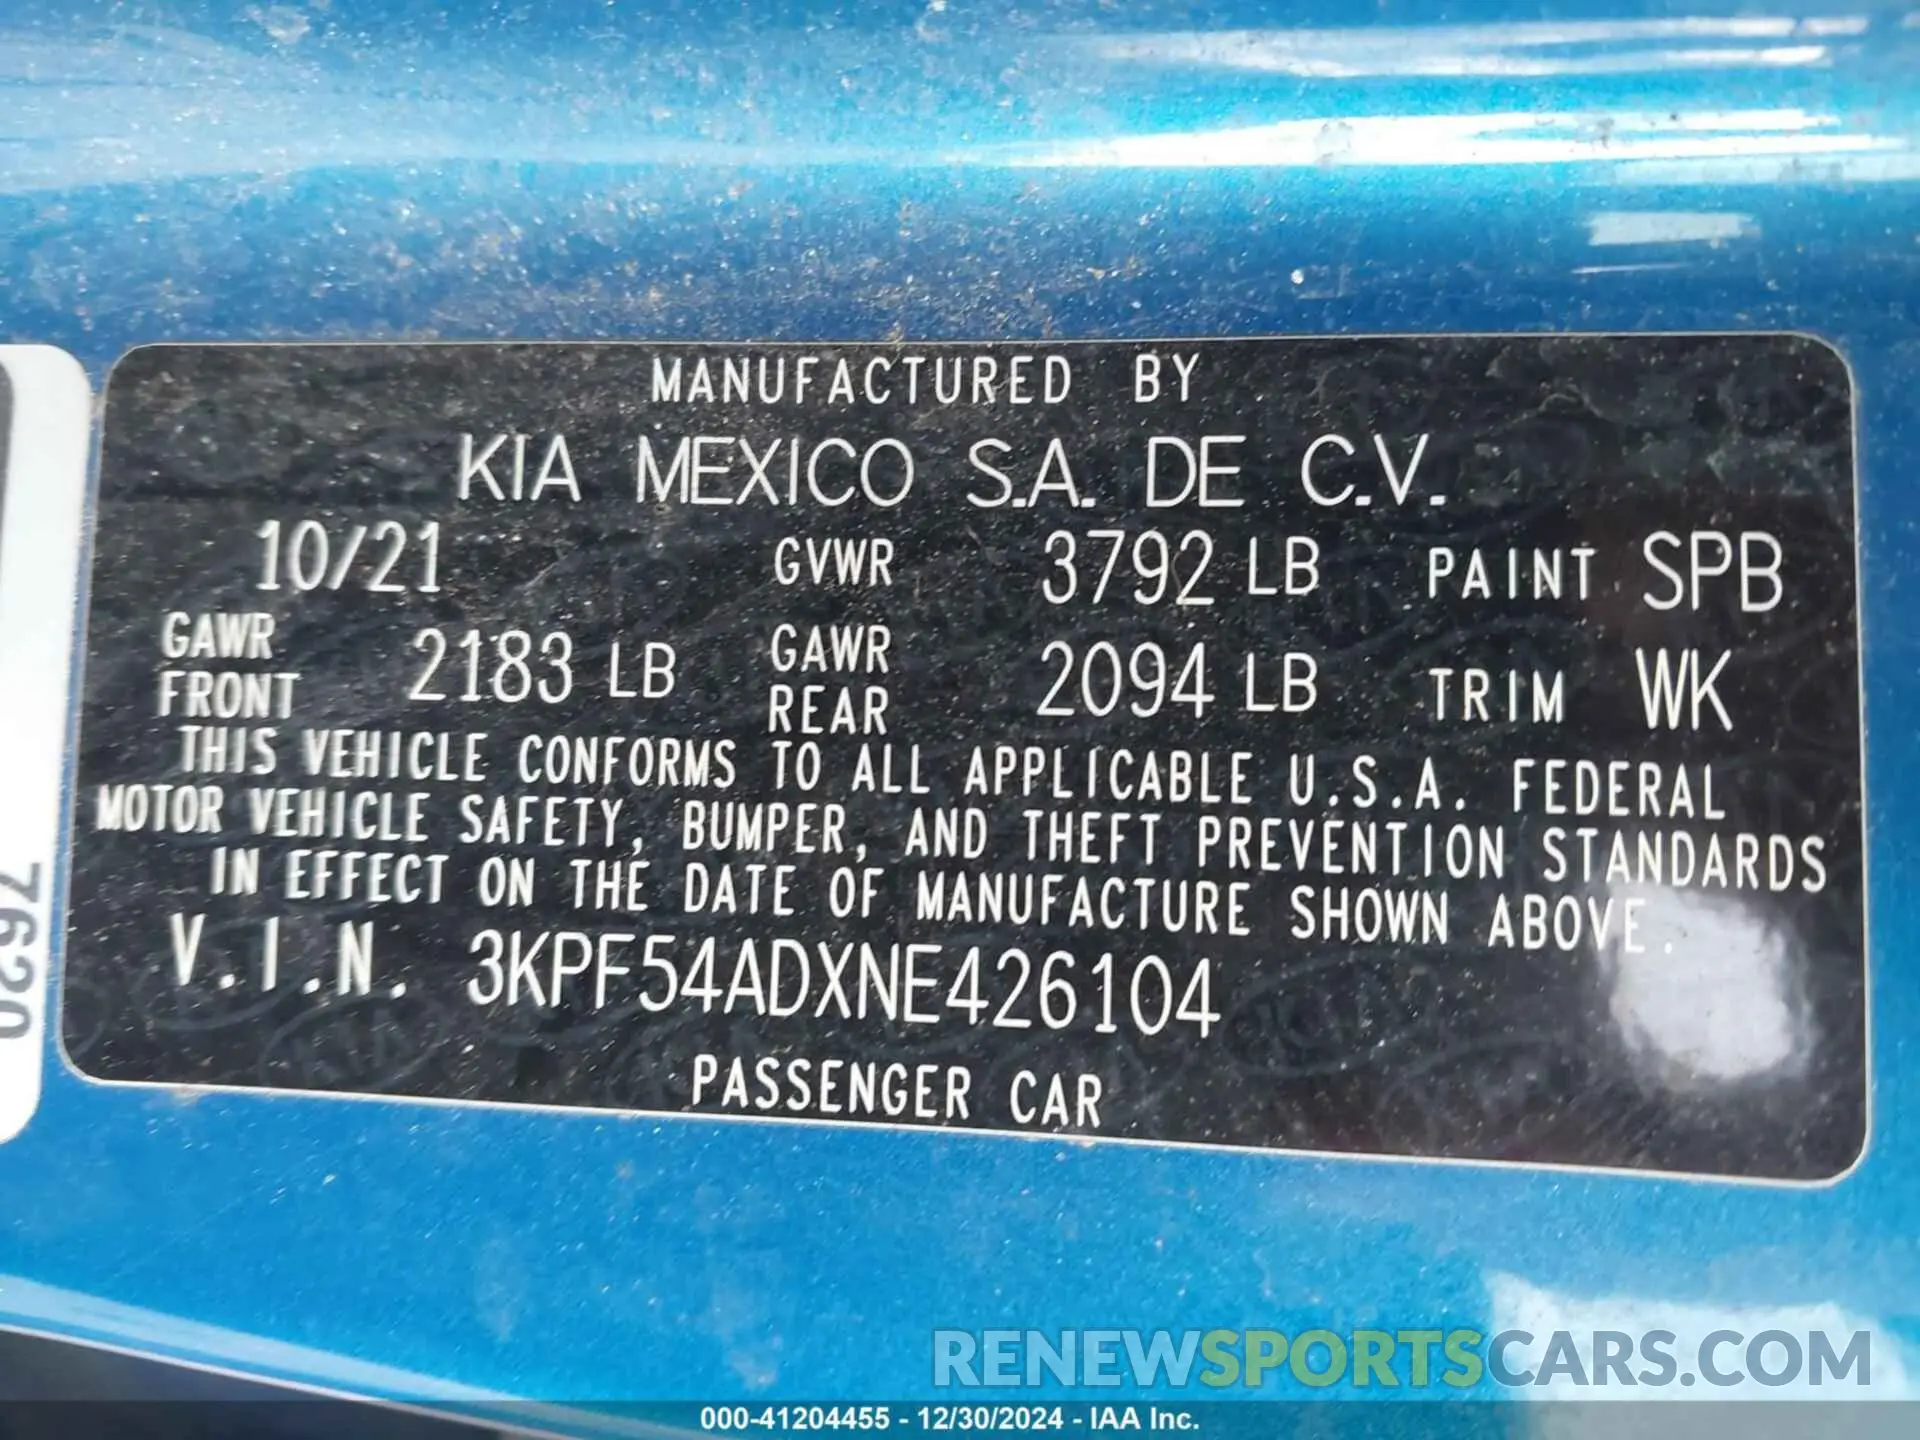 MANUFACTURED BY
KIA MEXICO S.A. DE C.V.
10/21 GVWR 3792 LB PAINT SPB
GAWR FRONT 2183 LB GAWR REAR 2094 LB TRIM WK
THIS VEHICLE CONFORMS TO ALL APPLICABLE U.S.A. FEDERAL
MOTOR VEHICLE SAFETY, BUMPER, AND THEFT PREVENTION STANDARDS
IN EFFECT ON THE DATE OF MANUFACTURE SHOWN ABOVE.
V.I.N. 3KPF54ADXNE426104
PASSENGER CAR
7620
RENEWSPORTSCARS.COM
000-41204455 - 12/30/2024 - IAA Inc.